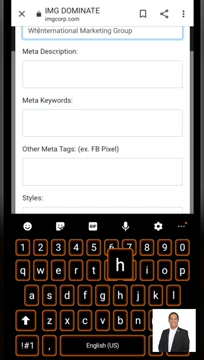 IMG DOMINATE
imgcorp.com
WhInternational Marketing Group
Meta Description:
Meta Keywords:
Other Meta Tags: (ex. FB Pixel)
Styles:
GIF
1 2 3 4 5 6 7 8 9 0
q w e r t h i o p
a s d f g h j k l
z x c v b n
!#1 , English (US)